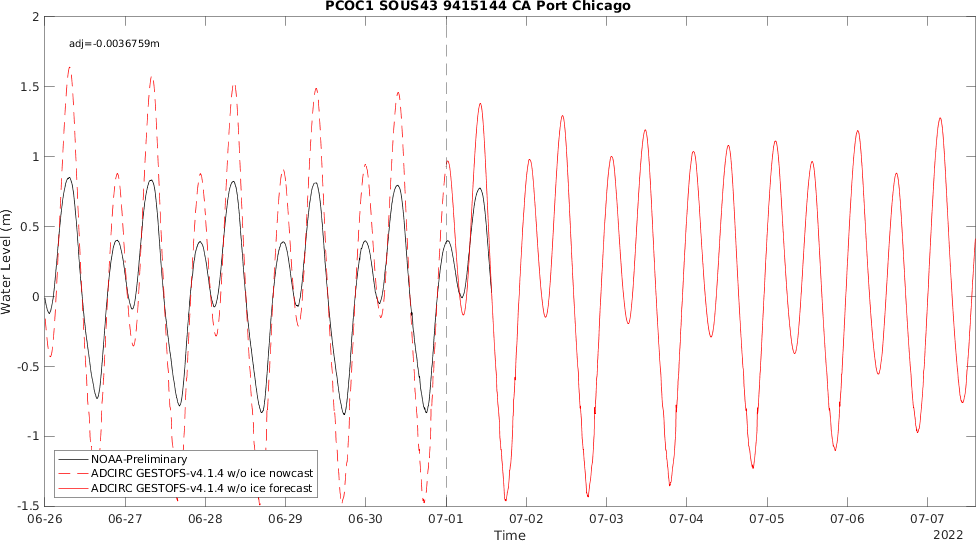 PCOC1 SOUS43 9415144 CA Port Chicago
adj=-0.0036759m
2
1.5
1
0.5
0
-0.5
-1
-1.5
Water Level (m)
NOAA-Preliminary
ADCIRC GESTOFS-v4.1.4 w/o ice nowcast
ADCIRC GESTOFS-v4.1.4 w/o ice forecast
06-26 06-27 06-28 06-29 06-30 07-01 07-02 07-03 07-04 07-05 07-06 07-07
Time
2022